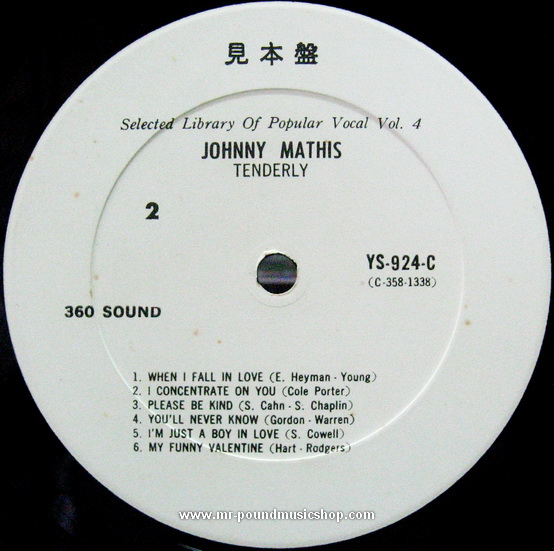 見本盤
Selected Library Of Popular Vocal Vol. 4
JOHNNY MATHIS
TENDERLY
2
YS-924-C
(C-358-1338)
360 SOUND
1. WHEN I FALL IN LOVE (E. Heyman - Young)
2. I CONCENTRATE ON YOU (Cole Porter)
3. PLEASE BE KIND (S. Cahn - S. Chaplin)
4. YOU'LL NEVER KNOW (Gordon - Warren)
5. I'M JUST A BOY IN LOVE (S. Cowell)
6. MY FUNNY VALENTINE (Hart - Rodgers)
www.mr-poundmusicshop.com